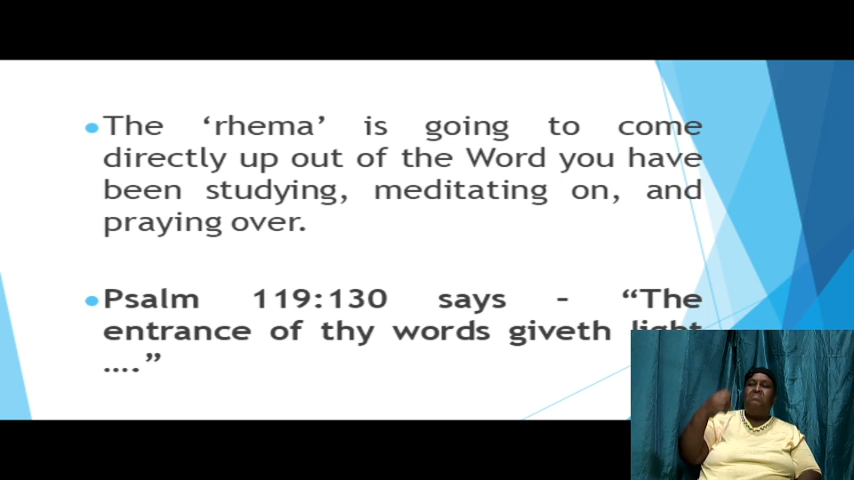 The ‘rhema’ is going to come
directly up out of the Word you have
been studying, meditating on, and
praying over.
Psalm 119:130 says – “The
entrance of thy words giveth light
....”